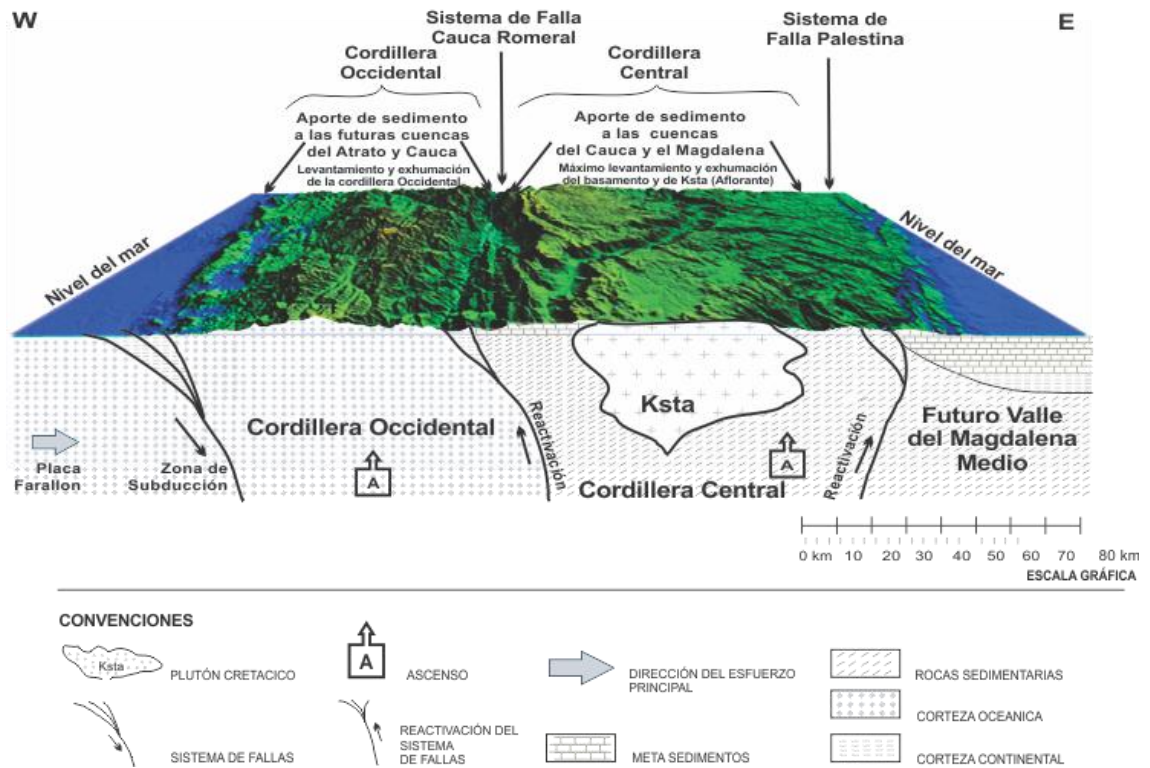 W
Sistema de Falla
Cauca Romeral
Sistema de
Falla Palestina
E
Cordillera
Occidental
Cordillera
Central
Aporte de sedimento
a las futuras cuencas
del Atrato y Cauca
Levantamiento y exhumación
de la cordillera Occidental
Aporte de sedimento
a las cuencas
del Cauca y el Magdalena
Máximo levantamiento y exhumación
del basamento y de Ksta (Aflorante)
Nivel del mar
Nivel del mar
Placa
Farallon
Zona de
Subducción
Cordillera Occidental
A
Reactivación
Ksta
Cordillera Central
A
Reactivación
Futuro Valle
del Magdalena
Medio
0 km 10 20 30 40 50 60 70 80 km
ESCALA GRÁFICA
CONVENCIONES
Ksta
PLUTÓN CRETACICO
A
ASCENSO
DIRECCIÓN DEL ESFUERZO
PRINCIPAL
ROCAS SEDIMENTARIAS
CORTEZA OCEANICA
SISTEMA DE FALLAS
REACTIVACIÓN DEL
SISTEMA
DE FALLAS
META SEDIMENTOS
CORTEZA CONTINENTAL